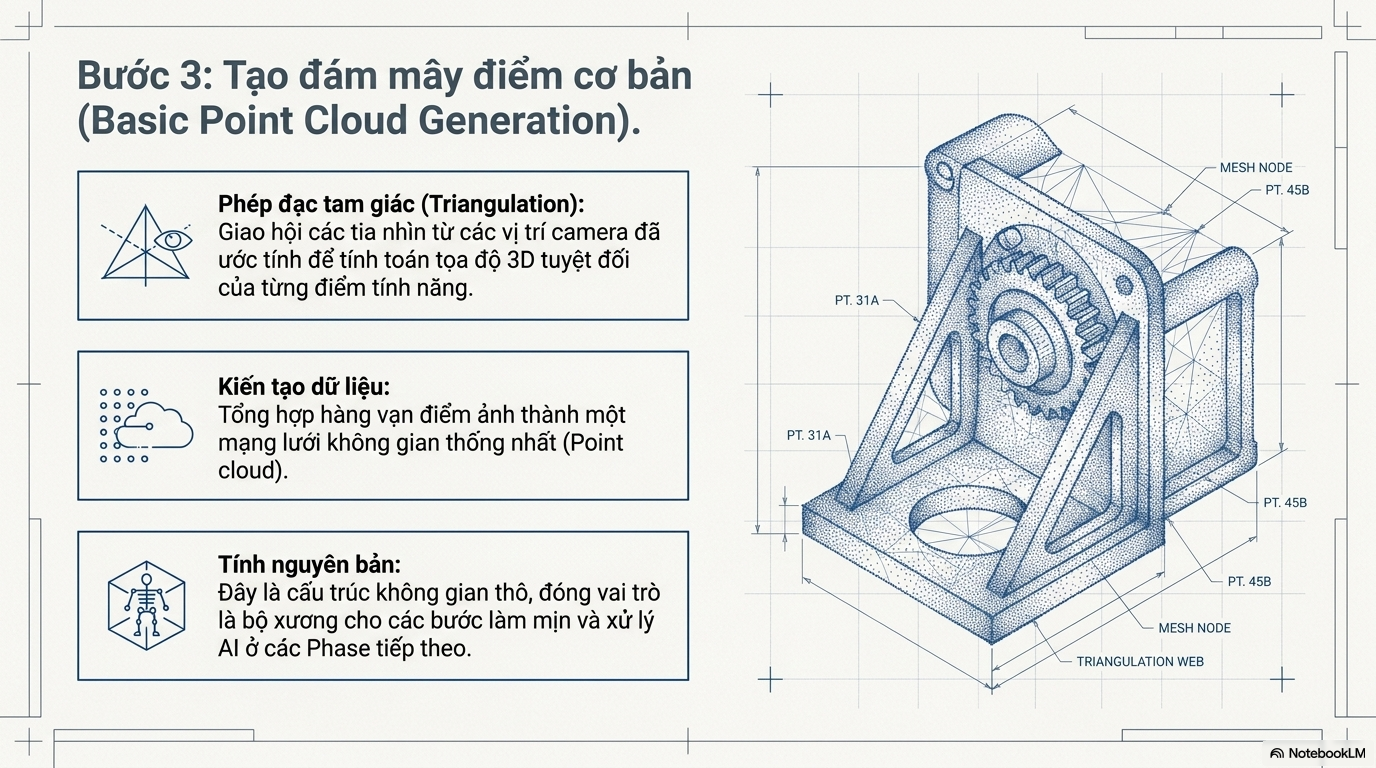 Bước 3: Tạo đám mây điểm cơ bản
(Basic Point Cloud Generation).
Phép đạc tam giác (Triangulation):
Giao hội các tia nhìn từ các vị trí camera đã
ước tính để tính toán tọa độ 3D tuyệt đối
của từng điểm tính năng.
Kiến tạo dữ liệu:
Tổng hợp hàng vạn điểm ảnh thành một
mạng lưới không gian thống nhất (Point
cloud).
Tính nguyên bản:
Đây là cấu trúc không gian thô, đóng vai trò
là bộ xương cho các bước làm mịn và xử lý
AI ở các Phase tiếp theo.
MESH NODE
PT. 45B
PT. 31A
PT. 31A
PT. 45B
PT. 45B
MESH NODE
TRIANGULATION WEB
NotebookLM